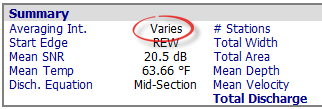 Summary
Averaging Int. Varies # Stations
Start Edge REW Total Width
Mean SNR 20.5 dB Total Area
Mean Temp 63.66 °F Mean Depth
Disch. Equation Mid-Section Mean Velocity
Total Discharge